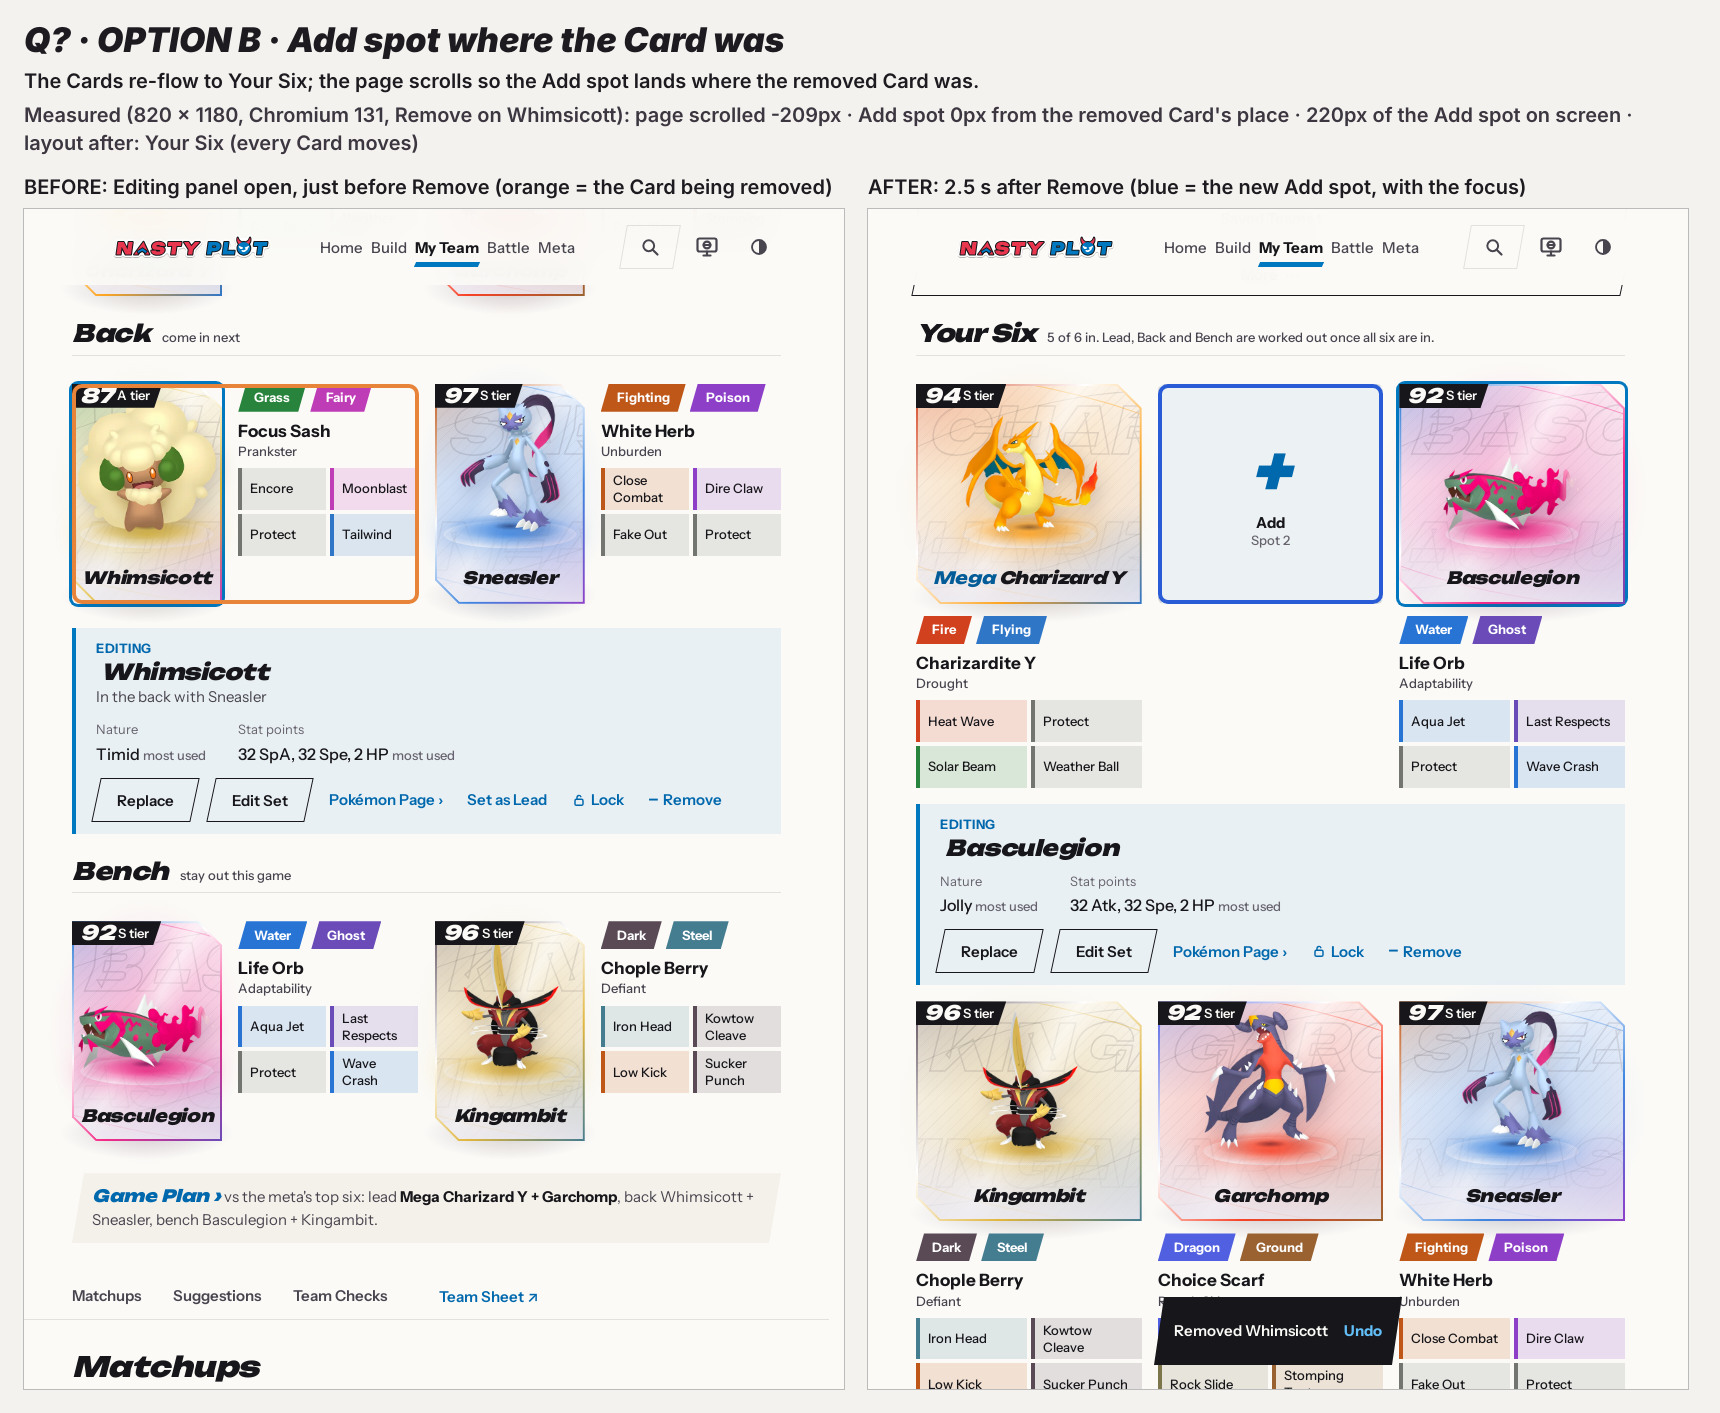 Q? · OPTION B · Add spot where the Card was
The Cards re-flow to Your Six; the page scrolls so the Add spot lands where the removed Card was.
Measured (820 × 1180, Chromium 131, Remove on Whimsicott): page scrolled -209px · Add spot 0px from the removed Card's place · 220px of the Add spot on screen ·
layout after: Your Six (every Card moves)
BEFORE: Editing panel open, just before Remove (orange = the Card being removed)
NASTY PLOT Home Build My Team Battle Meta
Back come in next
87 A tier Grass Fairy 97 S tier Fighting Poison
Focus Sash White Herb
Prankster Unburden
Encore Moonblast Close Combat Dire Claw
Protect Tailwind Fake Out Protect
Whimsicott Sneasler
EDITING
Whimsicott
In the back with Sneasler
Nature Stat points
Timid most used 32 SpA, 32 Spe, 2 HP most used
Replace Edit Set Pokémon Page › Set as Lead Lock − Remove
Bench stay out this game
92 S tier Water Ghost 96 S tier Dark Steel
Life Orb Chople Berry
Adaptability Defiant
Aqua Jet Last Respects Iron Head Kowtow Cleave
Protect Wave Crash Low Kick Sucker Punch
Basculegion Kingambit
Game Plan › vs the meta's top six: lead Mega Charizard Y + Garchomp, back Whimsicott +
Sneasler, bench Basculegion + Kingambit.
Matchups Suggestions Team Checks Team Sheet ↗
Matchups
AFTER: 2.5 s after Remove (blue = the new Add spot, with the focus)
NASTY PLOT Home Build My Team Battle Meta
Your Six 5 of 6 in. Lead, Back and Bench are worked out once all six are in.
94 S tier 92 S tier
Add
Spot 2
Mega Charizard Y Basculegion
Fire Flying Water Ghost
Charizardite Y Life Orb
Drought Adaptability
Heat Wave Protect Aqua Jet Last Respects
Solar Beam Weather Ball Protect Wave Crash
EDITING
Basculegion
Nature Stat points
Jolly most used 32 Atk, 32 Spe, 2 HP most used
Replace Edit Set Pokémon Page › Lock − Remove
96 S tier 92 S tier 97 S tier
Kingambit Garchomp Sneasler
Dark Steel Dragon Ground Fighting Poison
Chople Berry Choice Scarf White Herb
Defiant Unburden
Iron Head Kowtow Cleave Close Combat Dire Claw
Removed Whimsicott Undo
Low Kick Sucker Punch Rock Slide Stomping Fake Out Protect